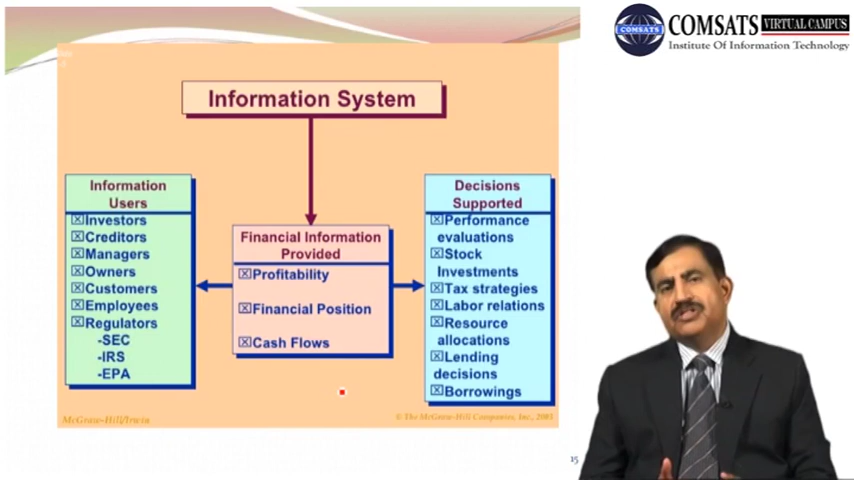 COMSATS VIRTUAL CAMPUS
COMSATS
Institute Of Information Technology
Information System
Information
Users
Investors
Creditors
Managers
Owners
Customers
Employees
Regulators
-SEC
-IRS
-EPA
Financial Information
Provided
Profitability
Financial Position
Cash Flows
Decisions
Supported
Performance
evaluations
Stock
Investments
Tax strategies
Labor relations
Resource
allocations
Lending
decisions
Borrowings
McGraw-Hill/Irwin
© The McGraw-Hill Companies, Inc., 2001
15